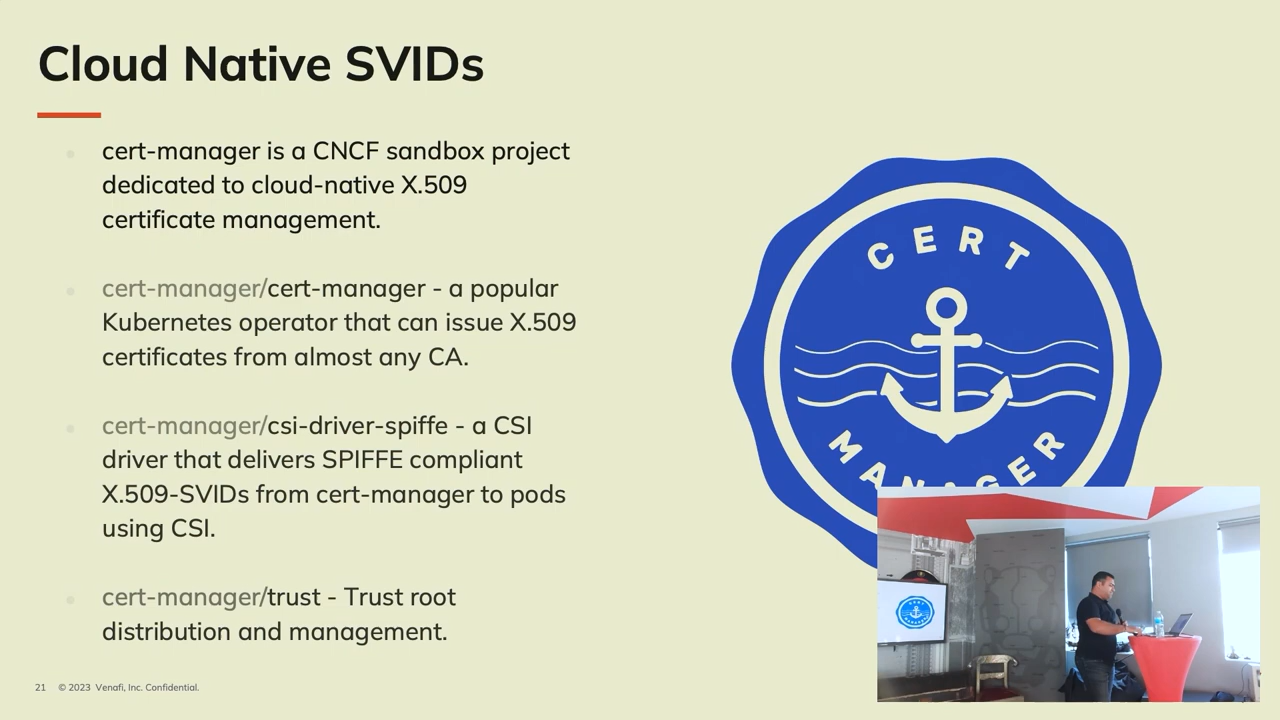 Cloud Native SVIDs
cert-manager is a CNCF sandbox project
dedicated to cloud-native X.509
certificate management.
cert-manager/cert-manager - a popular
Kubernetes operator that can issue X.509
certificates from almost any CA.
cert-manager/csi-driver-spiffe - a CSI
driver that delivers SPIFFE compliant
X.509-SVIDs from cert-manager to pods
using CSI.
cert-manager/trust - Trust root
distribution and management.
CERT
MANAGER
CERT
MANAGER
21 © 2023 Venafi, Inc. Confidential.